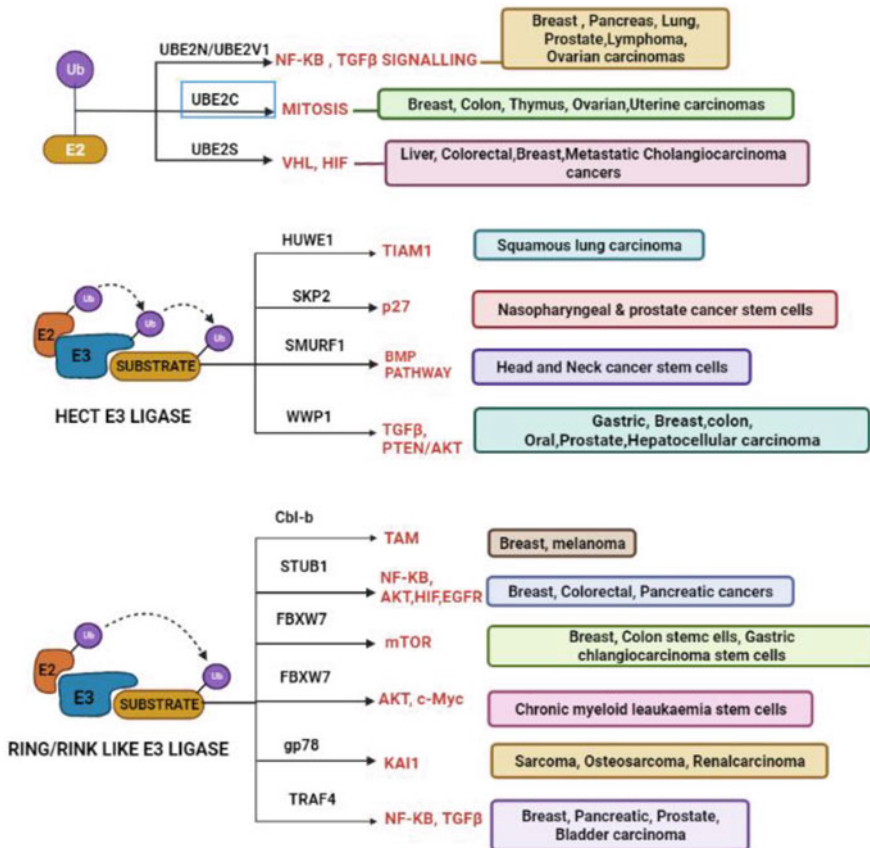 Ub
E2
UBE2N/UBE2V1
NF-KB , TGFβ SIGNALLING
Breast , Pancreas, Lung,
Prostate,Lymphoma,
Ovarian carcinomas
UBE2C
MITOSIS
Breast, Colon, Thymus, Ovarian,Uterine carcinomas
UBE2S
VHL, HIF
Liver, Colorectal,Breast,Metastatic Cholangiocarcinoma
cancers
E2
Ub
E3
Ub
SUBSTRATE
Ub
HECT E3 LIGASE
HUWE1
TIAM1
Squamous lung carcinoma
SKP2
p27
Nasopharyngeal & prostate cancer stem cells
SMURF1
BMP
PATHWAY
Head and Neck cancer stem cells
WWP1
TGFβ,
PTEN/AKT
Gastric, Breast,colon,
Oral,Prostate,Hepatocellular carcinoma
E2
Ub
E3
SUBSTRATE
Ub
RING/RINK LIKE E3 LIGASE
Cbl-b
TAM
Breast, melanoma
STUB1
NF-KB,
AKT,HIF,EGFR
Breast, Colorectal, Pancreatic cancers
FBXW7
mTOR
Breast, Colon stemc ells, Gastric
chlangiocarcinoma stem cells
FBXW7
AKT, c-Myc
Chronic myeloid leaukaemia stem cells
gp78
KAI1
Sarcoma, Osteosarcoma, Renalcarcinoma
TRAF4
NF-KB, TGFβ
Breast, Pancreatic, Prostate,
Bladder carcinoma